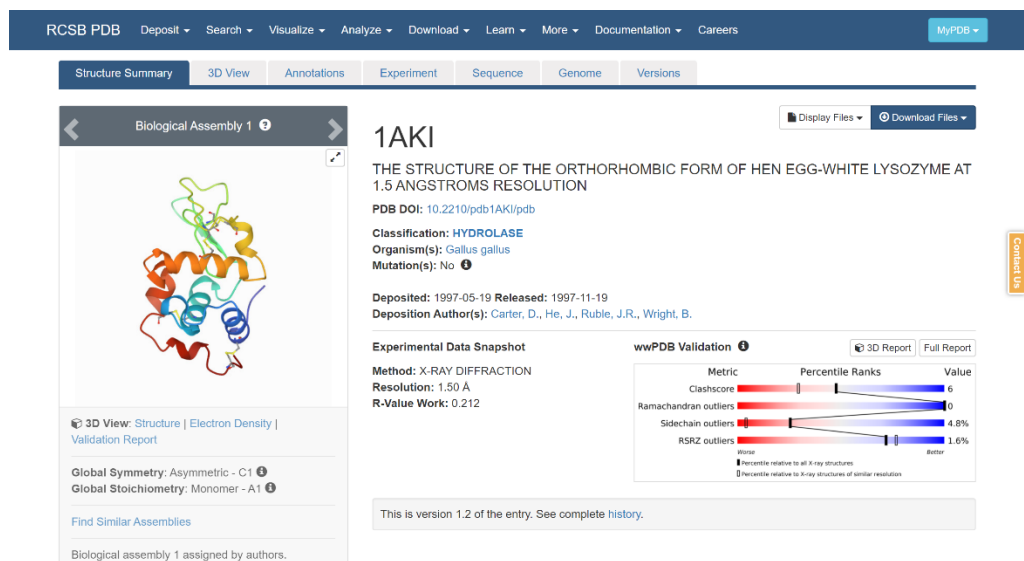 RCSB PDB Deposit Search Visualize Analyze Download Learn More Documentation Careers MyPDB
Structure Summary 3D View Annotations Experiment Sequence Genome Versions
Biological Assembly 1
Display Files Download Files
1AKI
THE STRUCTURE OF THE ORTHORHOMBIC FORM OF HEN EGG-WHITE LYSOZYME AT
1.5 ANGSTROMS RESOLUTION
PDB DOI: 10.2210/pdb1AKI/pdb
Classification: HYDROLASE
Organism(s): Gallus gallus
Mutation(s): No
Deposited: 1997-05-19 Released: 1997-11-19
Deposition Author(s): Carter, D., He, J., Ruble, J.R., Wright, B.
Experimental Data Snapshot
Method: X-RAY DIFFRACTION
Resolution: 1.50 Å
R-Value Work: 0.212
wwPDB Validation 3D Report Full Report
Metric Percentile Ranks Value
Clashscore 6
Ramachandran outliers 0
Sidechain outliers 4.8%
RSRZ outliers 1.6%
Worse Better
Percentile relative to all X-ray structures
Percentile relative to X-ray structures of similar resolution
This is version 1.2 of the entry. See complete history.
3D View: Structure | Electron Density |
Validation Report
Global Symmetry: Asymmetric - C1
Global Stoichiometry: Monomer - A1
Find Similar Assemblies
Biological assembly 1 assigned by authors.
Contact Us